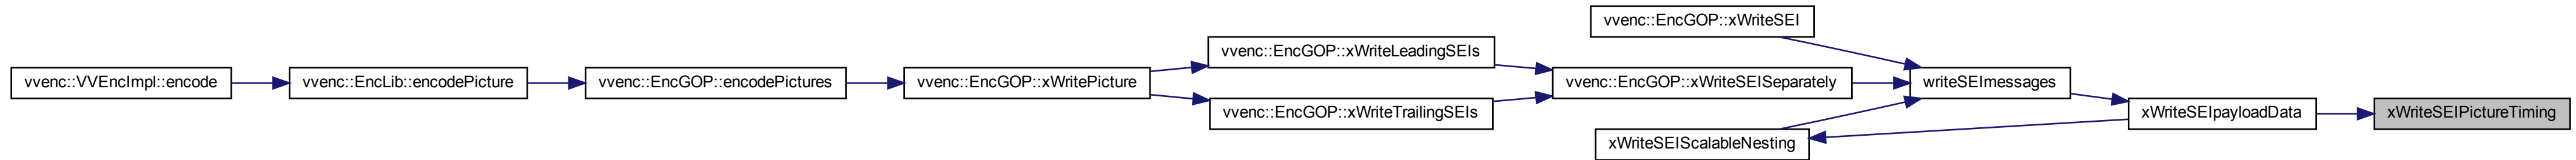 vvenc::VVEncImpl::encode
vvenc::EncLib::encodePicture
vvenc::EncGOP::encodePictures
vvenc::EncGOP::xWritePicture
vvenc::EncGOP::xWriteLeadingSEIs
vvenc::EncGOP::xWriteTrailingSEIs
vvenc::EncGOP::xWriteSEISeparately
vvenc::EncGOP::xWriteSEI
xWriteSEIScalableNesting
writeSEImessages
xWriteSEIpayloadData
xWriteSEIPictureTiming